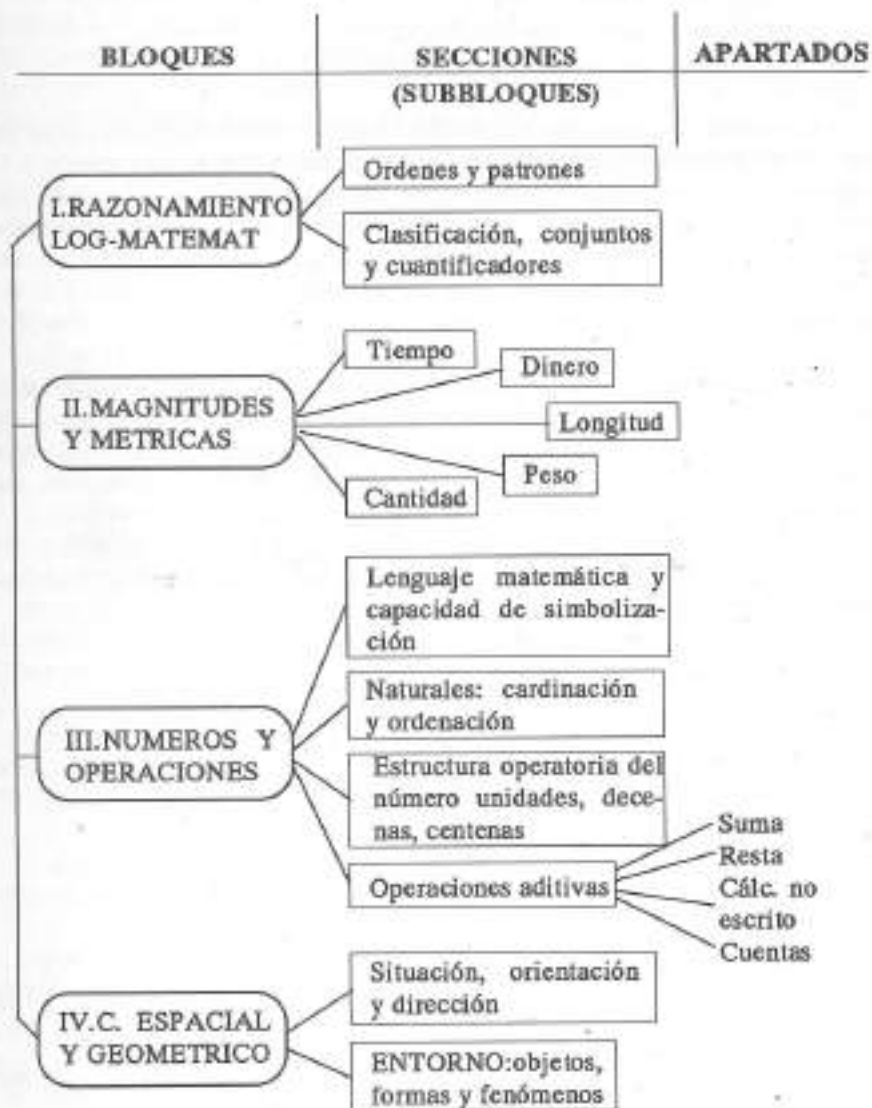 BLOQUES
SECCIONES
(SUBBLOQUES)
APARTADOS
I.RAZONAMIENTO
LOG-MATEMAT
Ordenes y patrones
Clasificación, conjuntos
y cuantificadores
II.MAGNITUDES
Y METRICAS
Tiempo
Dinero
Longitud
Peso
Cantidad
III.NUMEROS Y
OPERACIONES
Lenguaje matemática y
capacidad de simboliza-
ción
Naturales: cardinación
y ordenación
Estructura operatoria del
número unidades, dece-
nas, centenas
Operaciones aditivas
Suma
Resta
Cálc. no
escrito
Cuentas
IV.C. ESPACIAL
Y GEOMETRICO
Situación, orientación
y dirección
ENTORNO:objetos,
formas y fenómenos